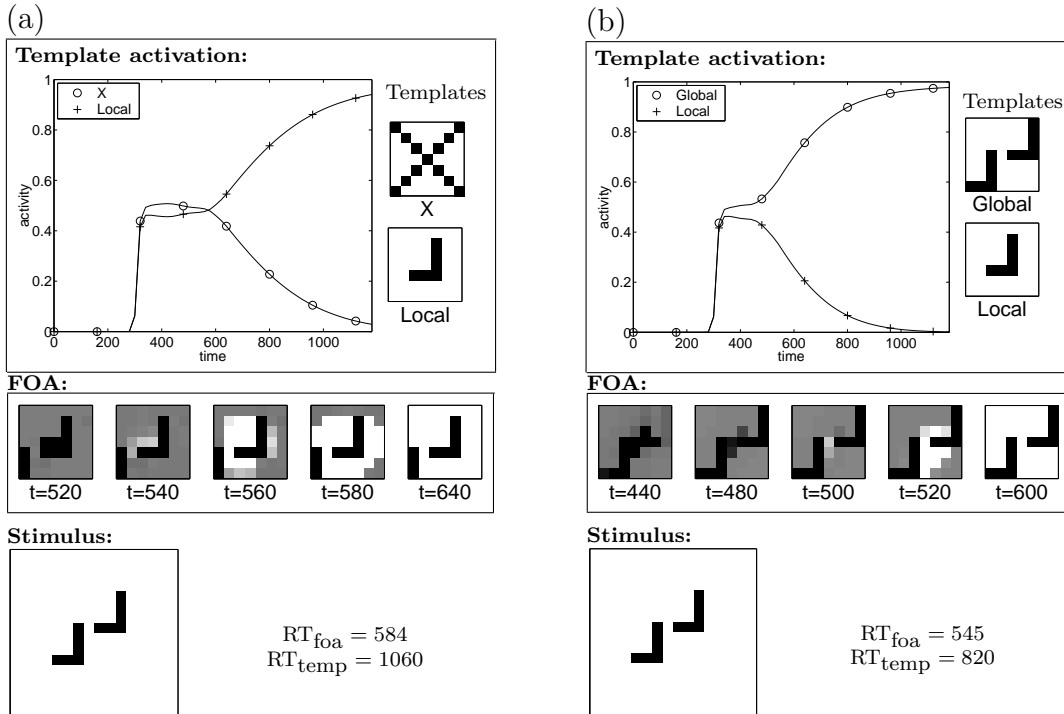 (a)
Template activation:
1
0.8
0.6
0.4
0.2
0
activity
X
Local
0 200 400 600 800 1000
time
Templates
X
Local
FOA:
t=520 t=540 t=560 t=580 t=640
Stimulus:
RTfoa = 584
RTtemp = 1060
(b)
Template activation:
1
0.8
0.6
0.4
0.2
0
activity
Global
Local
0 200 400 600 800 1000
time
Templates
Global
Local
FOA:
t=440 t=480 t=500 t=520 t=600
Stimulus:
RTfoa = 545
RTtemp = 820